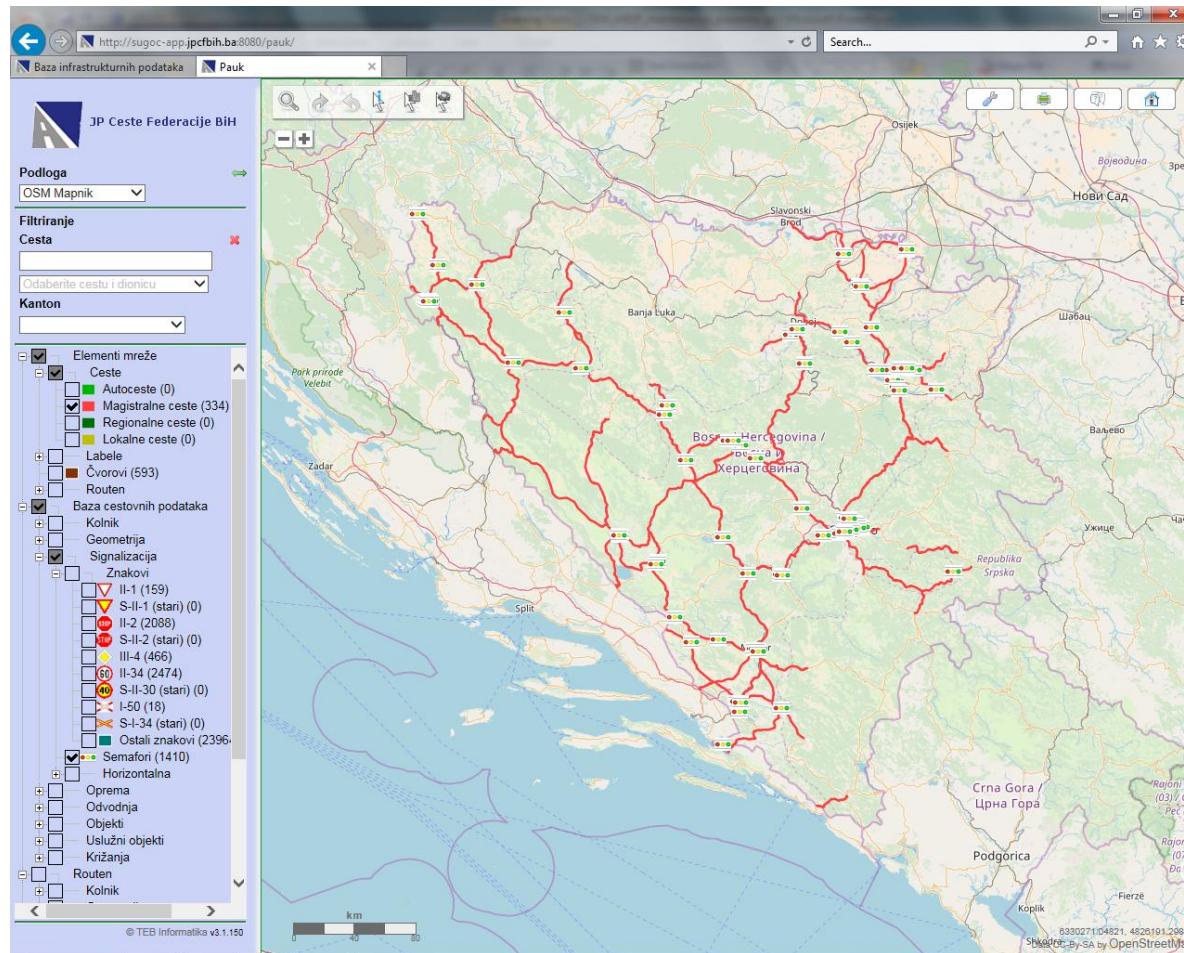 http://sugoc-app.jpcfbih.ba:8080/pauk/
Search...
Baza infrastrukturnih podataka
Pauk
JP Ceste Federacije BiH
Podloga
OSM Mapnik
Filtriranje
Cesta
Odaberite cestu i dionicu
Kanton
Elementi mreže
Ceste
Autoceste (0)
Magistralne ceste (334)
Regionalne ceste (0)
Lokalne ceste (0)
Labele
Čvorovi (593)
Routen
Baza cestovnih podataka
Kolnik
Geometrija
Signalizacija
Znakovi
II-1 (159)
S-II-1 (stari) (0)
STOP II-2 (2088)
STOP S-II-2 (stari) (0)
III-4 (466)
60 II-34 (2474)
40 S-II-30 (stari) (0)
I-50 (18)
S-I-34 (stari) (0)
Ostali znakovi (2396
Semafori (1410)
Horizontalna
Oprema
Odvodnja
Objekti
Uslužni objekti
Križanja
Routen
Kolnik
© TEB Informatika v3.1.150
Osijek
Војводина
Нови Сад
Slavonski
Brod
Banja Luka
Шабац
Park prirode
Velebit
Ваљево
Zadar
Херцеговина
Ужице
Republika
Srpska
Split
Crna Gora /
Црна Гора
Podgorica
Koplik
Fierzë
km
0 40 80
6330271.04821, 4826191.298
Data CC-By-SA by OpenStreetM